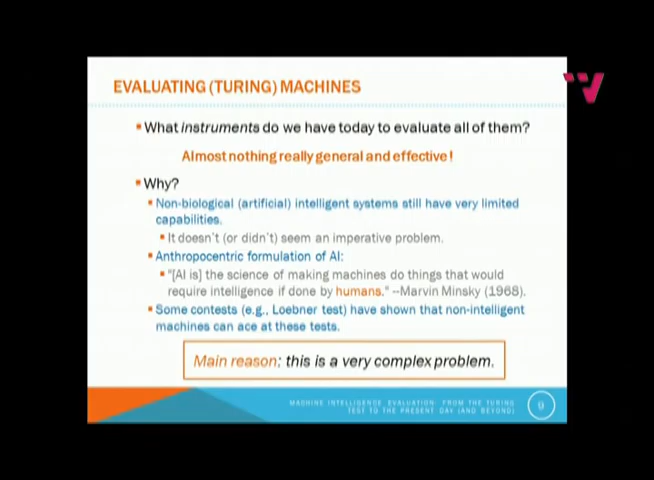 EVALUATING (TURING) MACHINES
What instruments do we have today to evaluate all of them?
Almost nothing really general and effective!
Why?
Non-biological (artificial) intelligent systems still have very limited
capabilities.
It doesn't (or didn't) seem an imperative problem.
Anthropocentric formulation of AI:
"[AI is] the science of making machines do things that would
require intelligence if done by humans." --Marvin Minsky (1968).
Some contests (e.g., Loebner test) have shown that non-intelligent
machines can ace at these tests.
Main reason: this is a very complex problem.
MACHINE INTELLIGENCE EVALUATION: FROM THE TURING
TEST TO THE PRESENT DAY (AND BEYOND)
9